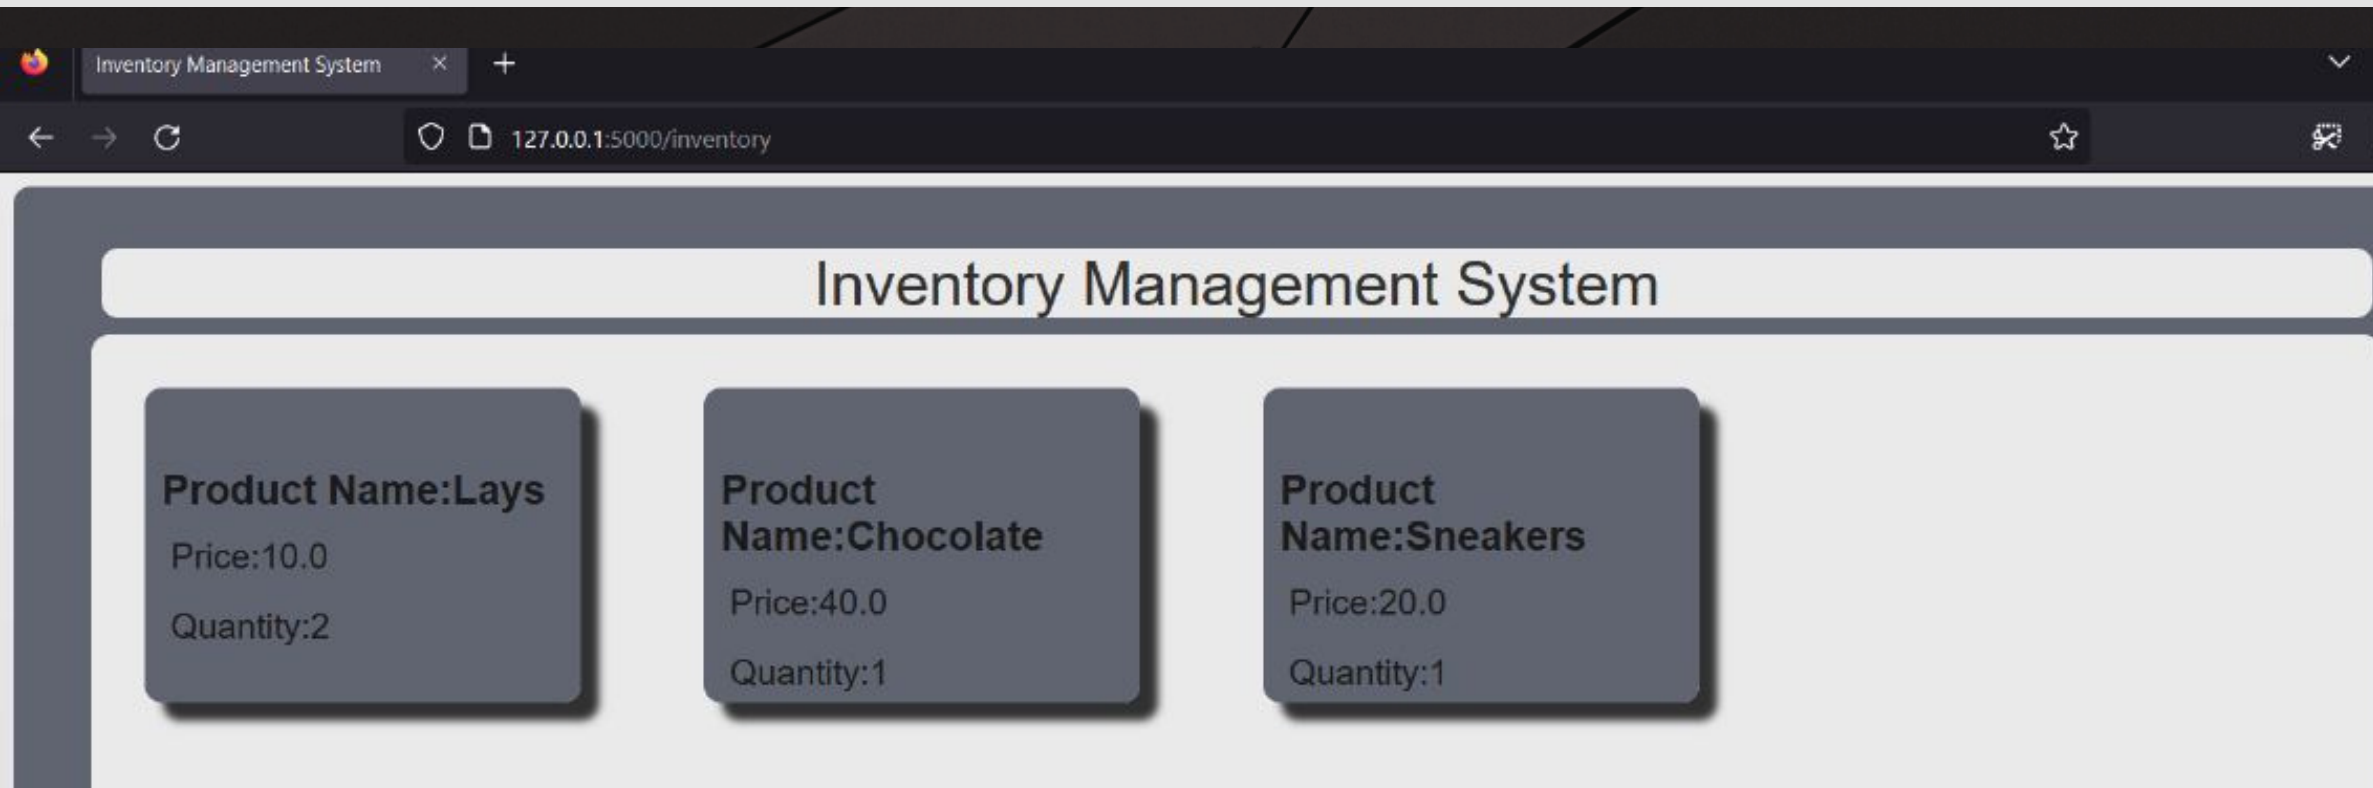 Inventory Management System
127.0.0.1:5000/inventory
Inventory Management System
Product Name:Lays
Price:10.0
Quantity:2
Product
Name:Chocolate
Price:40.0
Quantity:1
Product
Name:Sneakers
Price:20.0
Quantity:1